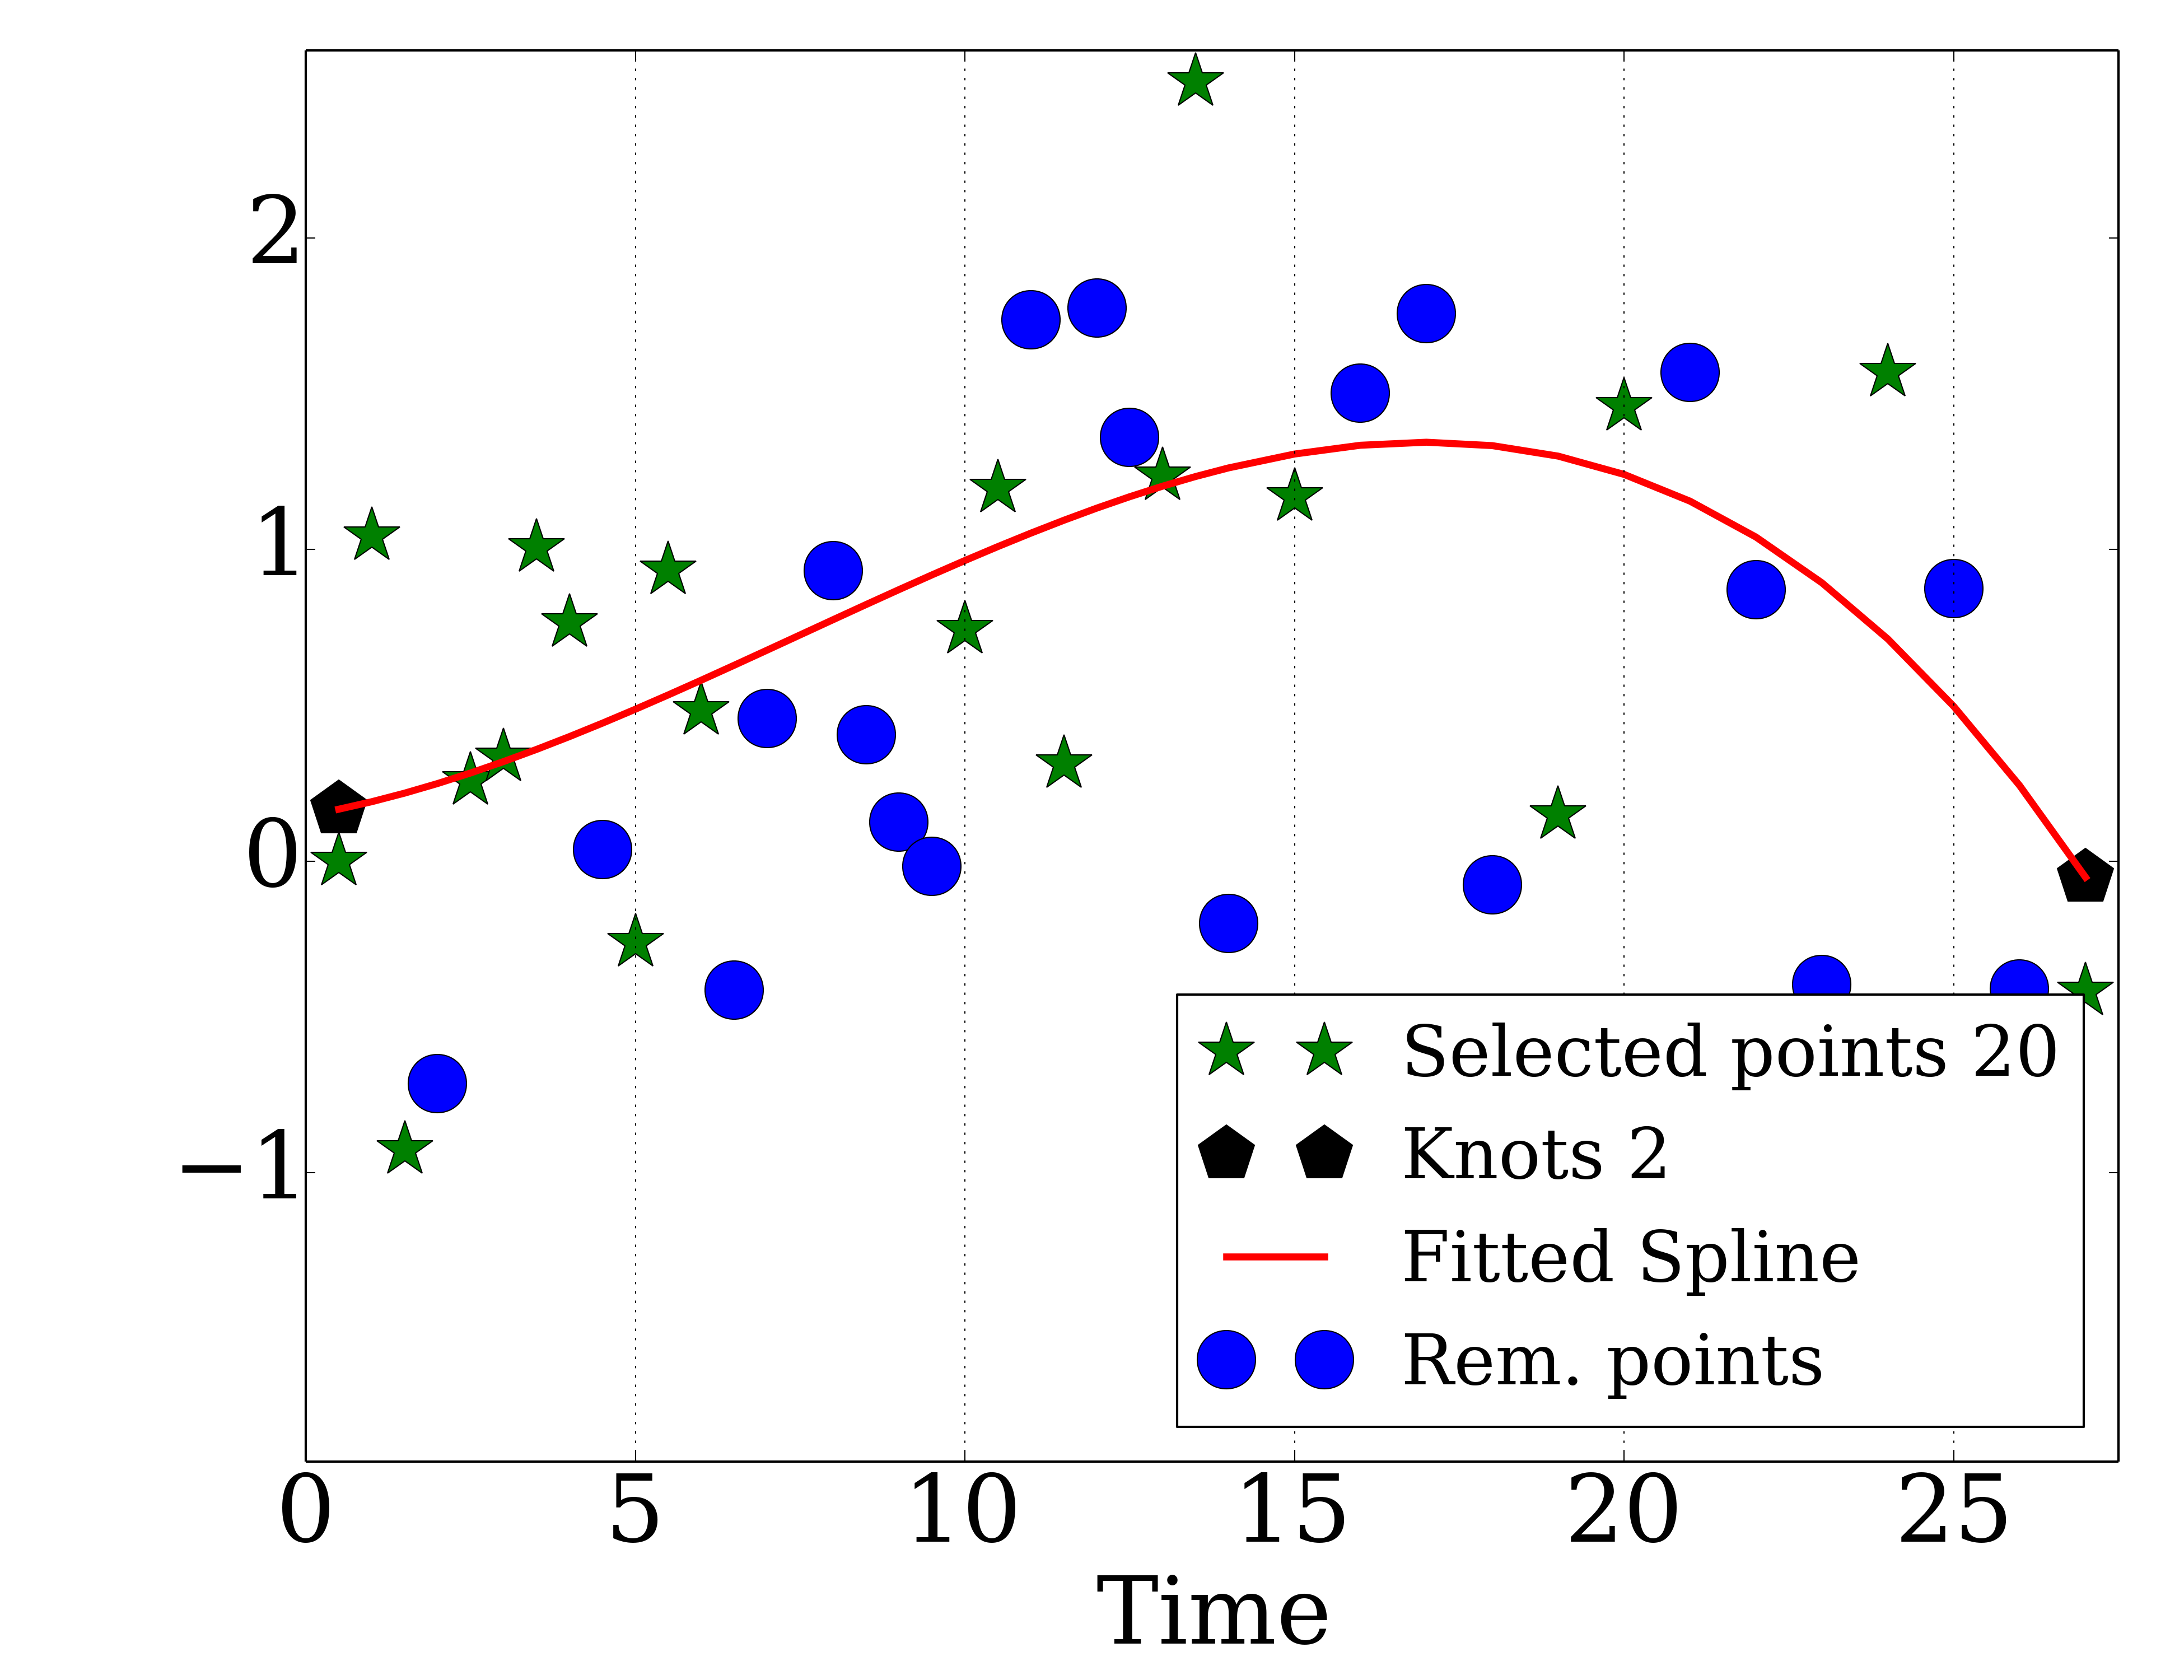 2
1
0
−1
0 5 10 15 20 25
Time
Selected points 20
Knots 2
Fitted Spline
Rem. points